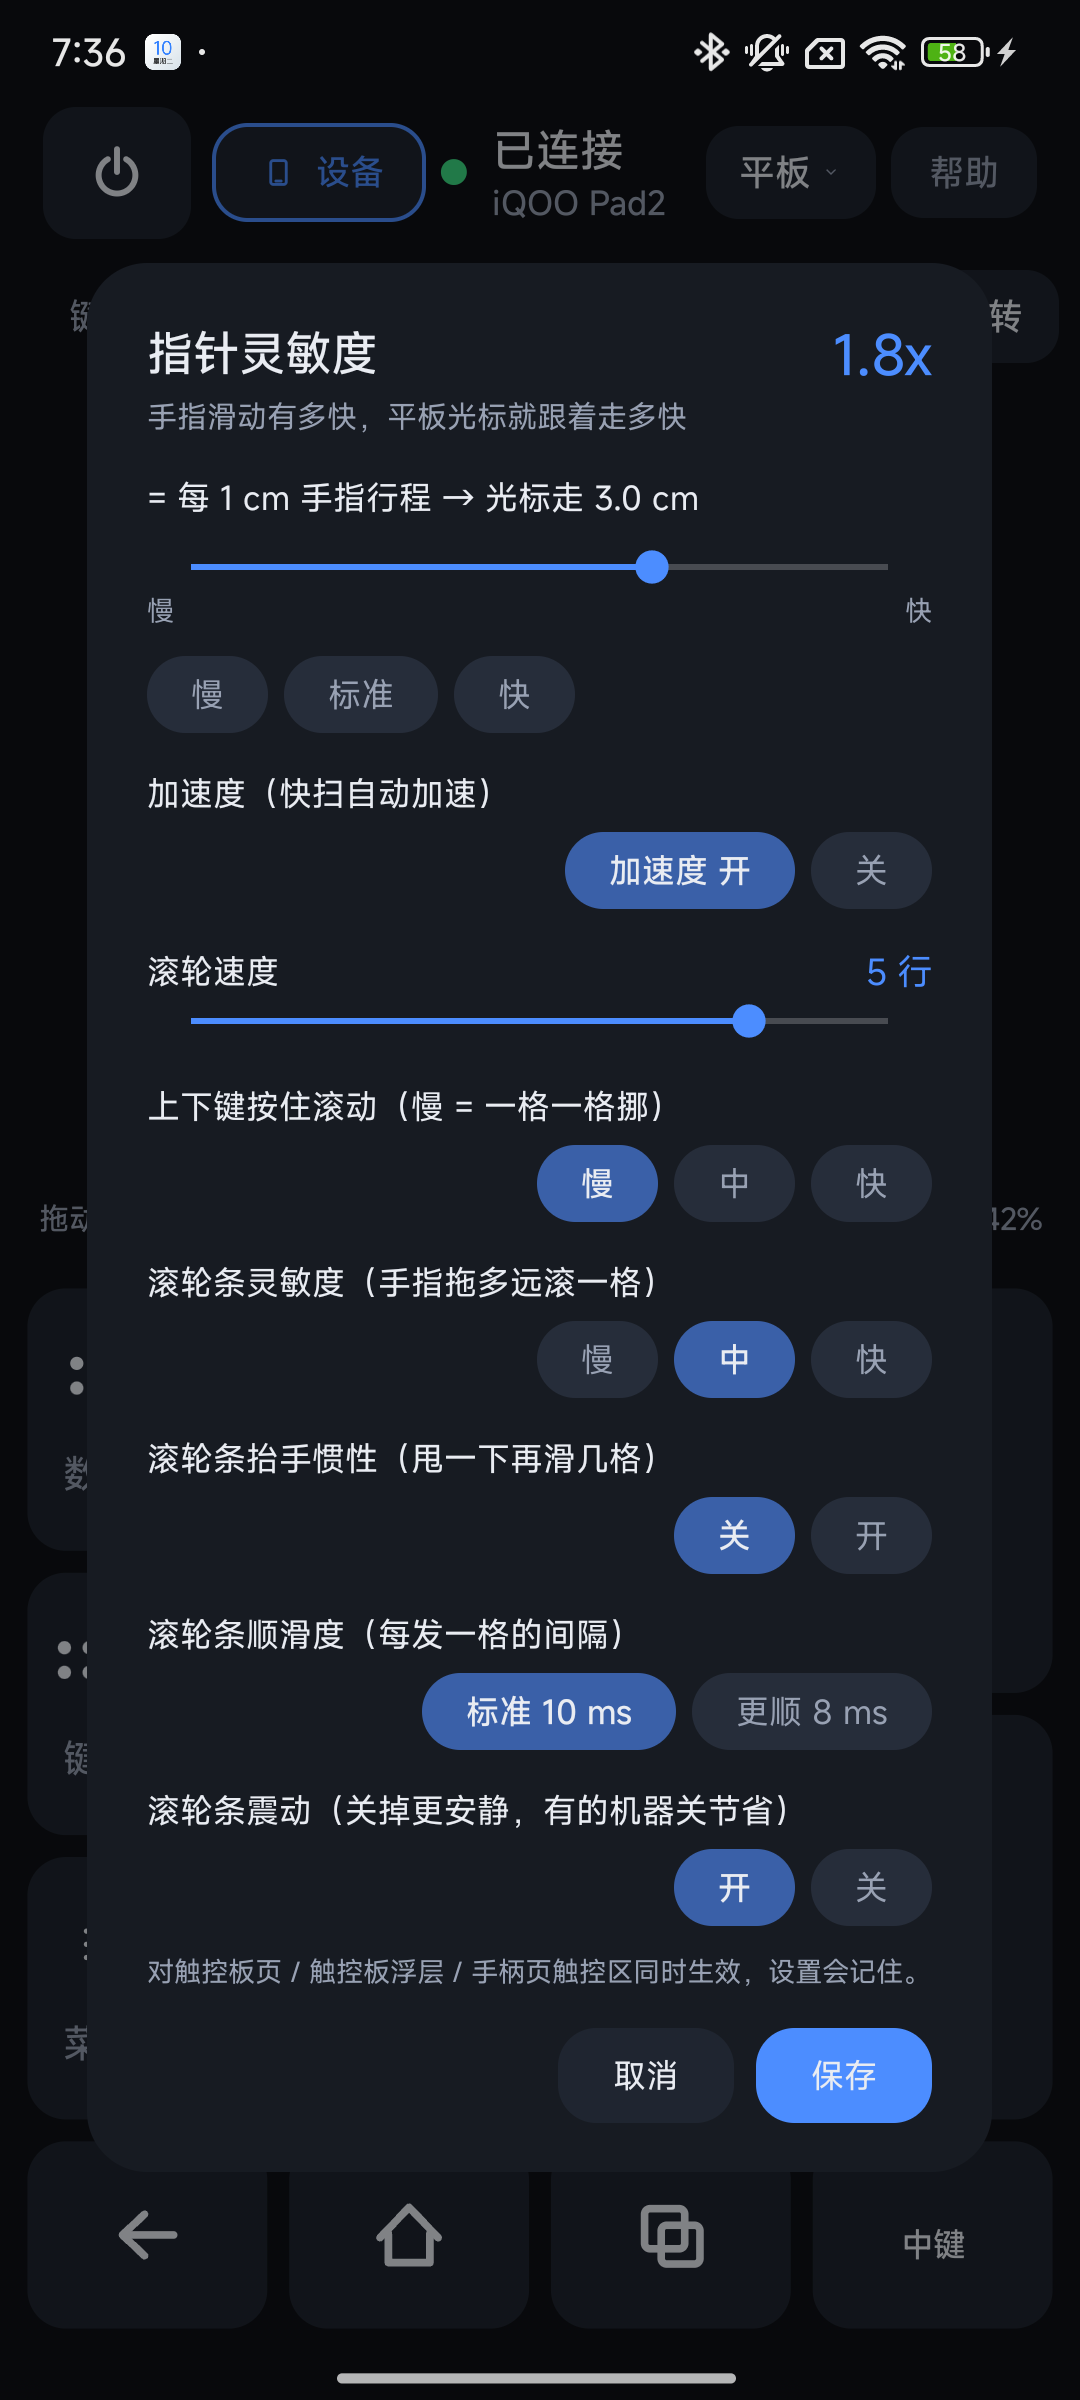 7:36
10
58
设备
已连接
iQOO Pad2
平板
帮助
转
指针灵敏度
1.8x
手指滑动有多快，平板光标就跟着走多快
= 每 1 cm 手指行程 → 光标走 3.0 cm
慢
快
慢
标准
快
加速度（快扫自动加速）
加速度 开
关
滚轮速度
5 行
上下键按住滚动（慢 = 一格一格挪）
慢
中
快
拖动
42%
滚轮条灵敏度（手指拖多远滚一格）
慢
中
快
滚轮条抬手惯性（甩一下再滑几格）
关
开
滚轮条顺滑度（每发一格的间隔）
标准 10 ms
更顺 8 ms
滚轮条震动（关掉更安静，有的机器关节省）
开
关
对触控板页 / 触控板浮层 / 手柄页触控区同时生效，设置会记住。
取消
保存
中键